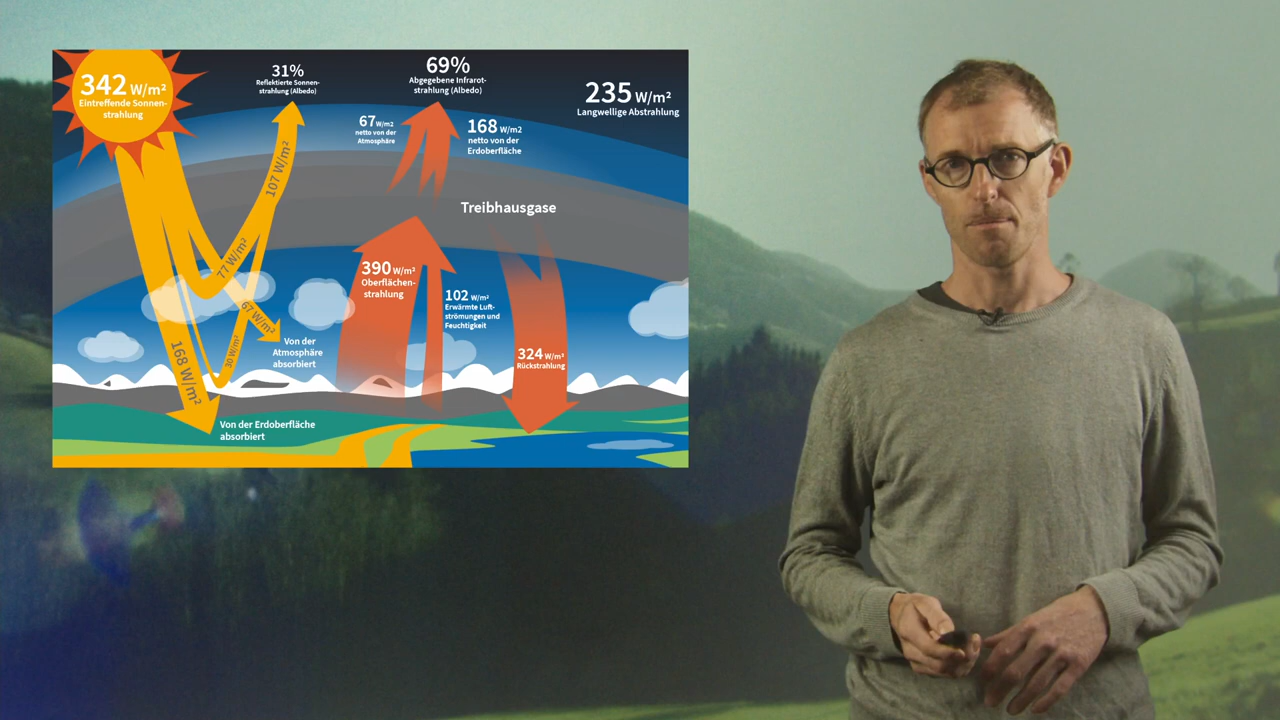 342 W/m²
Eintreffende Sonnen-
strahlung
31%
Reflektierte Sonnen-
strahlung (Albedo)
69%
Abgegebene Infrarot-
strahlung (Albedo)
235 W/m²
Langwellige Abstrahlung
67 W/m2
netto von der
Atmosphäre
168 W/m2
netto von der
Erdoberfläche
107 W/m²
Treibhausgase
77 W/m²
390 W/m²
Oberflächen-
strahlung
102 W/m²
Erwärmte Luft-
strömungen und
Feuchtigkeit
67 W/m²
Von der
Atmosphäre
absorbiert
30 W/m²
168 W/m²
324 W/m²
Rückstrahlung
Von der Erdoberfläche
absorbiert